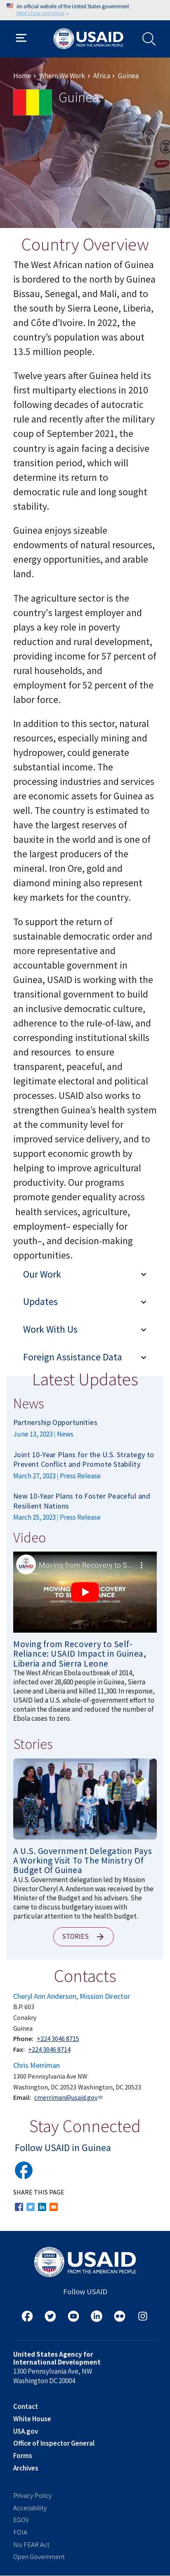 An official website of the United States government
Here's how you know
USAID
FROM THE AMERICAN PEOPLE
Home › Where We Work › Africa › Guinea
Guinea
Country Overview
The West African nation of Guinea
is bordered to the north by Guinea
Bissau, Senegal, and Mali, and to
the south by Sierra Leone, Liberia,
and Côte d'Ivoire. In 2022, the
country's population was about
13.5 million people.
Twelve years after Guinea held its
first multiparty elections in 2010
following decades of autocratic
rule and recently after the military
coup of September 2021, the
country is again facing a decisive
transition period, which will
determine its return to
democratic rule and long sought
stability.
Guinea enjoys sizeable
endowments of natural resources,
energy opportunities, and arable
land.
The agriculture sector is the
country's largest employer and
plays a key role in poverty
reduction and rural development,
providing income for 57 percent of
rural households, and
employment for 52 percent of the
labor force.
In addition to this sector, natural
resources, especially mining and
hydropower, could generate
substantial income. The
processing industries and services
are economic assets for Guinea as
well. The country is estimated to
have the largest reserves of
bauxite in the world and is one of
the largest producers of the
mineral. Iron Ore, gold and
diamond mining also represent
key markets for the country.
To support the return of
sustainable democratic order and
more representative and
accountable government in
Guinea, USAID is working with the
transitional government to build
an inclusive democratic culture,
adherence to the rule-of-law, and
corresponding institutional skills
and resources to ensure
transparent, peaceful, and
legitimate electoral and political
processes. USAID also works to
strengthen Guinea's health system
at the community level, and to
support economic growth by
helping to improve agricultural
productivity. Our programs
promote gender equality across
health services, agriculture,
employment– especially for
youth–, and decision-making
opportunities.
Our Work
Updates
Work With Us
Foreign Assistance Data
Latest Updates
News
Partnership Opportunities
June 13, 2023 | News
Joint 10-Year Plans for the U.S. Strategy to
Prevent Conflict and Promote Stability
March 27, 2023 | Press Release
New 10-Year Plans to Foster Peaceful and
Resilient Nations
March 25, 2023 | Press Release
Video
Moving from Recovery to S...
MOVING
TO RESILIENCE
Moving from Recovery to Self-
Reliance: USAID Impact in Guinea,
Liberia and Sierra Leone
The West African Ebola outbreak of 2014,
infected over 28,600 people in Guinea, Sierra
Leone and Liberia and killed 11,300. In response,
USAID led a U.S. whole-of-government effort to
contain the disease and reduced the number of
Ebola cases to zero.
Stories
A U.S. Government Delegation Pays
A Working Visit To The Ministry Of
Budget Of Guinea
A U.S. Government delegation led by Mission
Director Cheryl A. Anderson was received by the
Minister of the Budget and his advisers. She
came to discuss budgetary issues with
particular attention to the health budget.
STORIES
Contacts
Cheryl Ann Anderson, Mission Director
B.P. 603
Conakry
Guinea
Phone: +224 3046 8715
Fax: +224 3046 8714
Chris Merriman
1300 Pennsylvania Ave NW
Washington, DC 20523 Washington, DC 20523
Email: cmerriman@usaid.gov
Stay Connected
Follow USAID in Guinea
SHARE THIS PAGE
USAID
FROM THE AMERICAN PEOPLE
Follow USAID
United States Agency for
International Development
1300 Pennsylvania Ave, NW
Washington DC 20004
Contact
White House
USA.gov
Office of Inspector General
Forms
Archives
Privacy Policy
Accessibility
EGOV
FOIA
No FEAR Act
Open Government